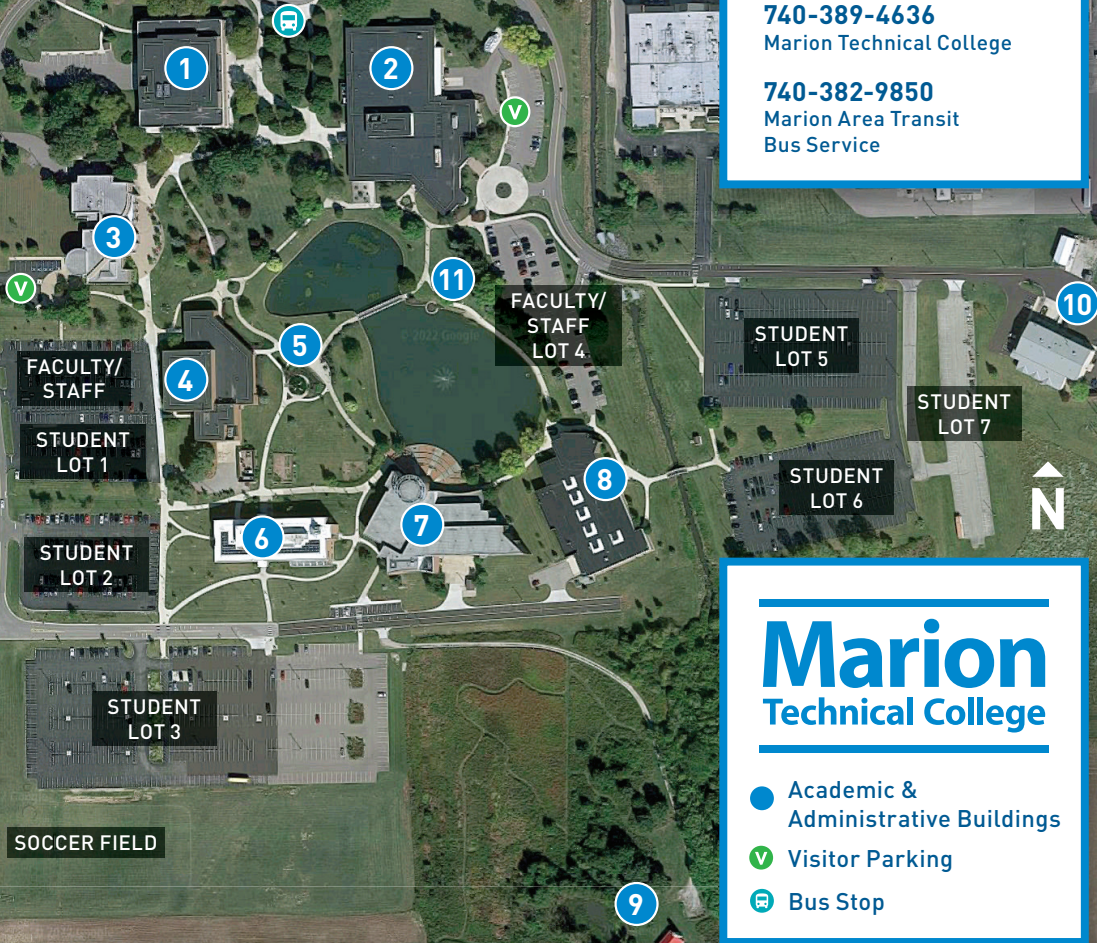 740-389-4636
Marion Technical College
740-382-9850
Marion Area Transit
Bus Service
1
2
V
3
V
11
10
FACULTY/
STAFF
LOT 4
© 2022 Google
5
STUDENT
LOT 5
4
FACULTY/
STAFF
STUDENT
LOT 1
STUDENT
LOT 7
8
STUDENT
LOT 6
N
7
6
STUDENT
LOT 2
STUDENT
LOT 3
SOCCER FIELD
9
Marion
Technical College
Academic &
Administrative Buildings
V Visitor Parking
Bus Stop